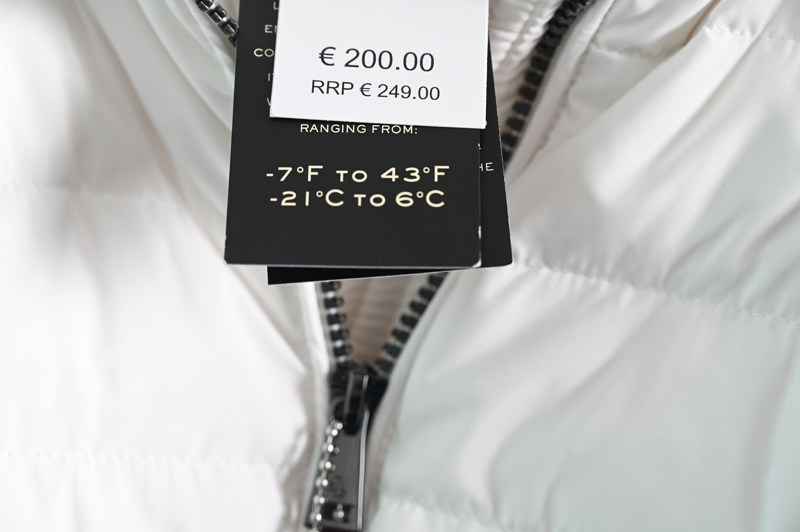 € 200.00
RRP € 249.00
RANGING FROM:
-7°F TO 43°F
-21°C TO 6°C